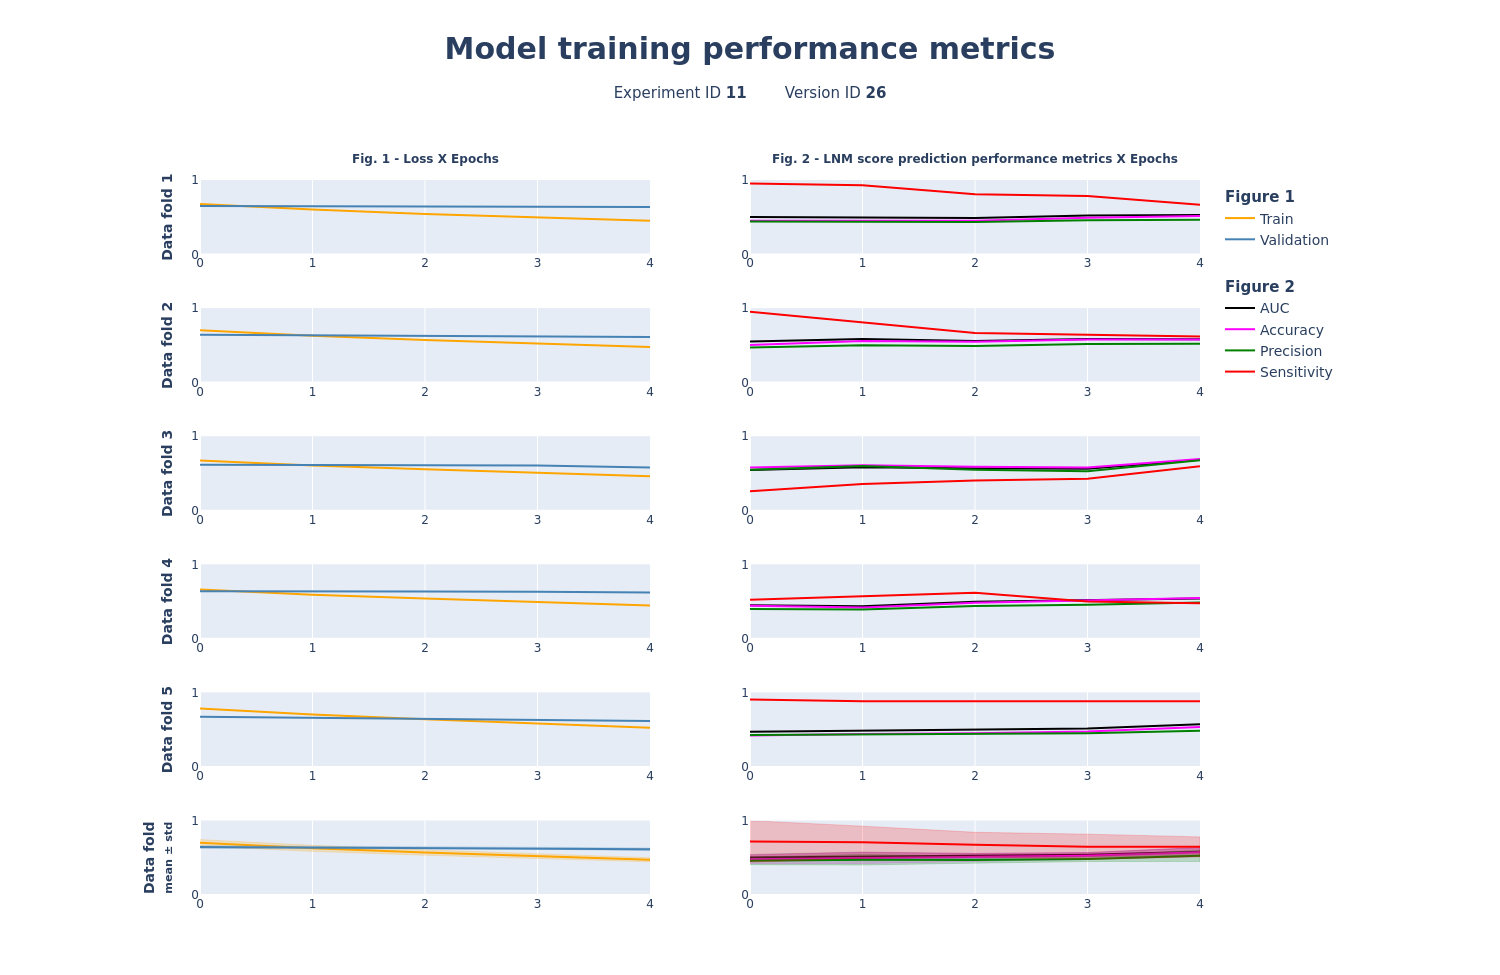 Model training performance metrics
Experiment ID 11 Version ID 26
Fig. 1 - Loss X Epochs
Fig. 2 - LNM score prediction performance metrics X Epochs
Data fold 1
1
0
0 1 2 3 4
1
0
0 1 2 3 4
Figure 1
Train
Validation
Figure 2
AUC
Accuracy
Precision
Sensitivity
Data fold 2
1
0
0 1 2 3 4
1
0
0 1 2 3 4
Data fold 3
1
0
0 1 2 3 4
1
0
0 1 2 3 4
Data fold 4
1
0
0 1 2 3 4
1
0
0 1 2 3 4
Data fold 5
1
0
0 1 2 3 4
1
0
0 1 2 3 4
Data fold
mean ± std
1
0
0 1 2 3 4
1
0
0 1 2 3 4